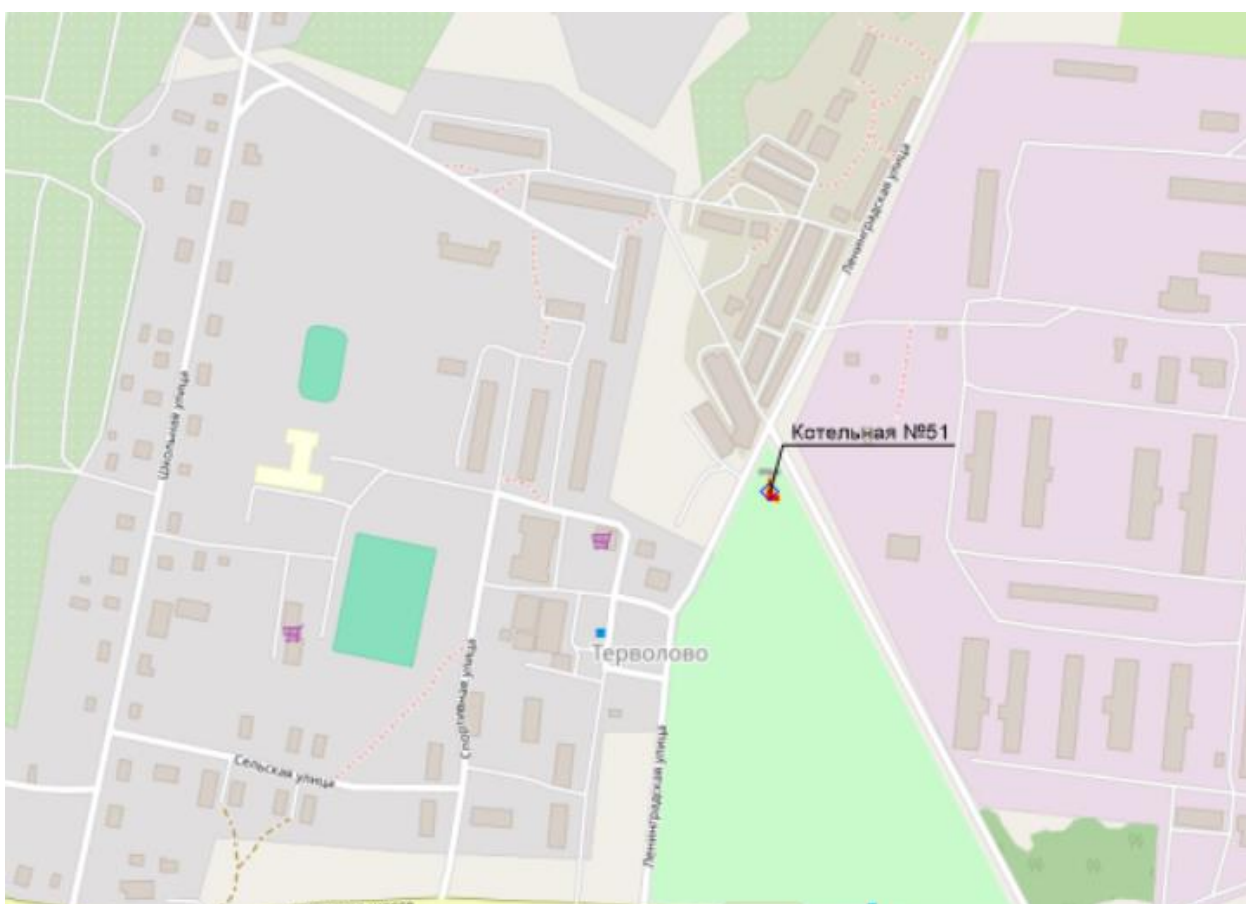 Ленинградская улица
Школьная улица
Котельная №51
Терволово
Спортивная улица
Ленинградская улица
Сельская улица